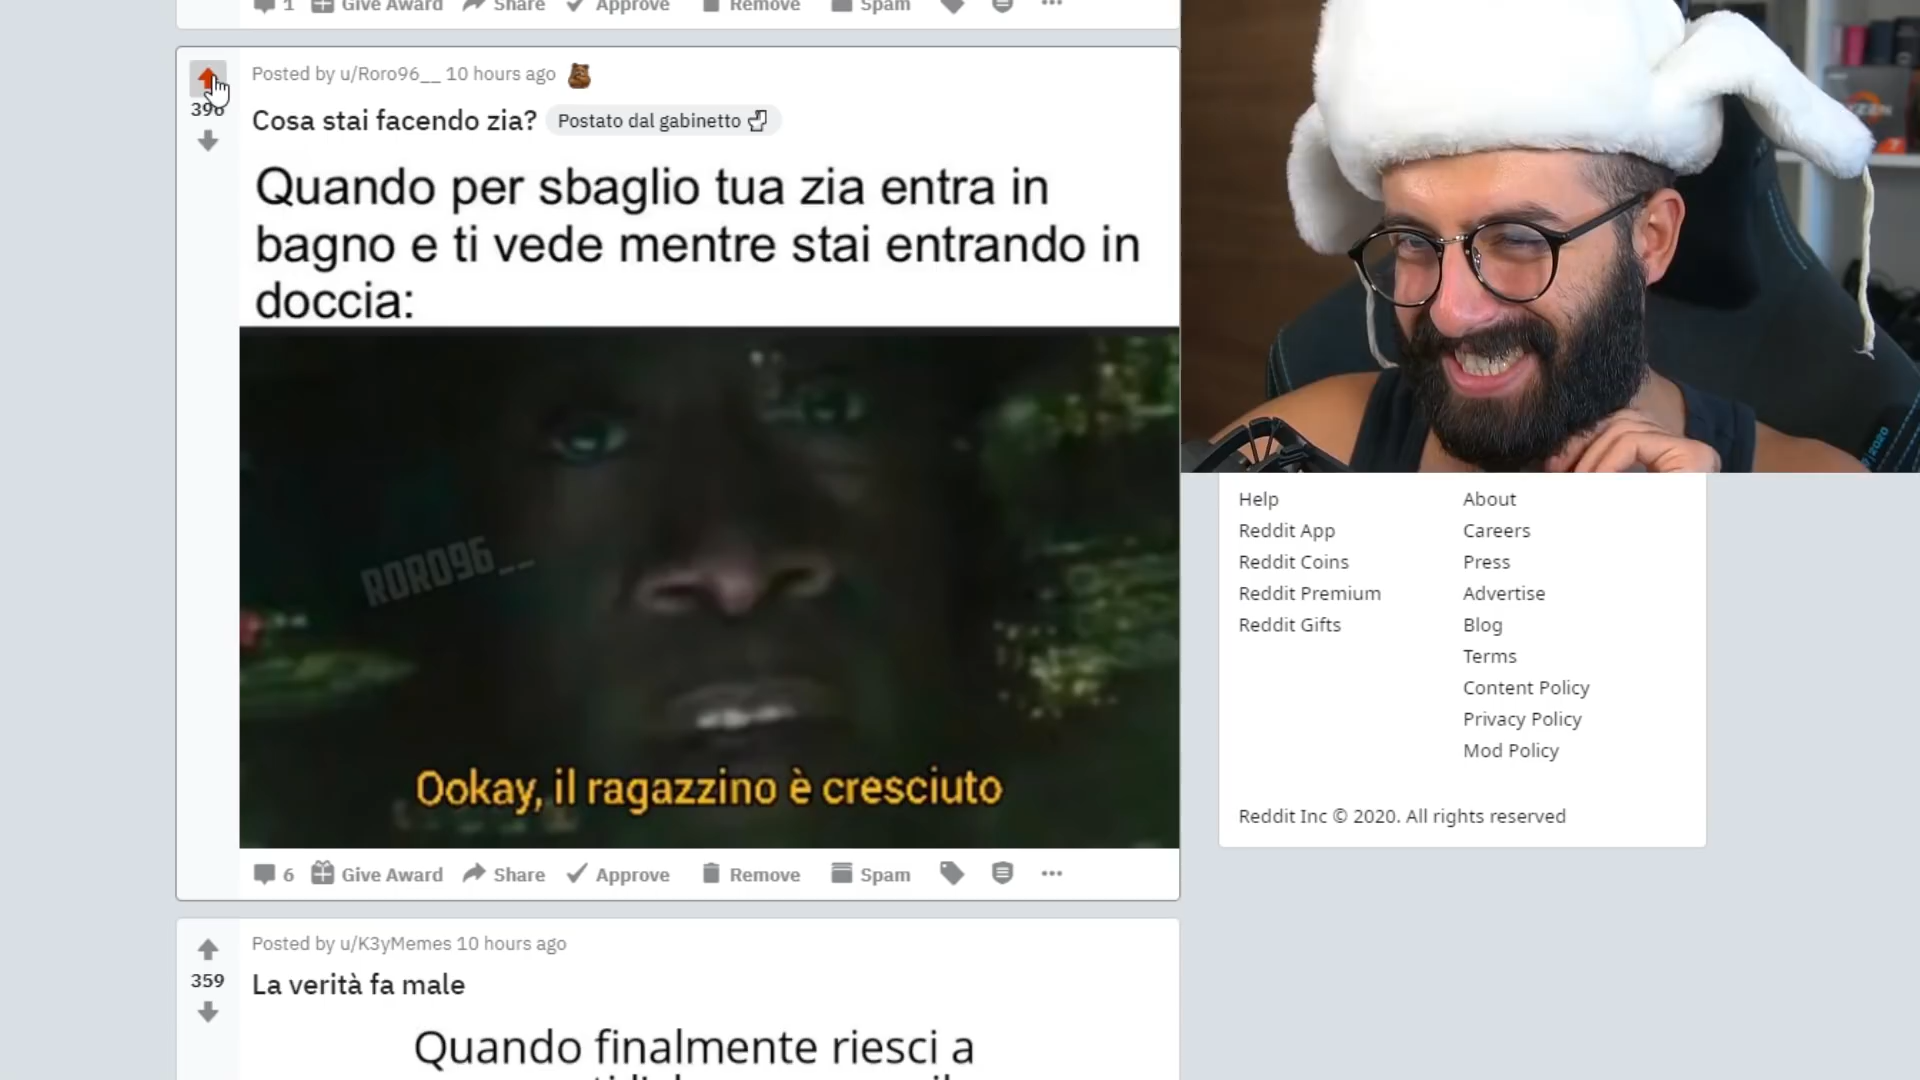 1 Give Award Share Approve Remove Spam
Posted by u/Roro96__ 10 hours ago
Cosa stai facendo zia? Postato dal gabinetto
Quando per sbaglio tua zia entra in
bagno e ti vede mentre stai entrando in
doccia:
RORO96__
Ookay, il ragazzino è cresciuto
6 Give Award Share Approve Remove Spam
Posted by u/K3yMemes 10 hours ago
359
La verità fa male
Quando finalmente riesci a
Help
Reddit App
Reddit Coins
Reddit Premium
Reddit Gifts
About
Careers
Press
Advertise
Blog
Terms
Content Policy
Privacy Policy
Mod Policy
Reddit Inc © 2020. All rights reserved